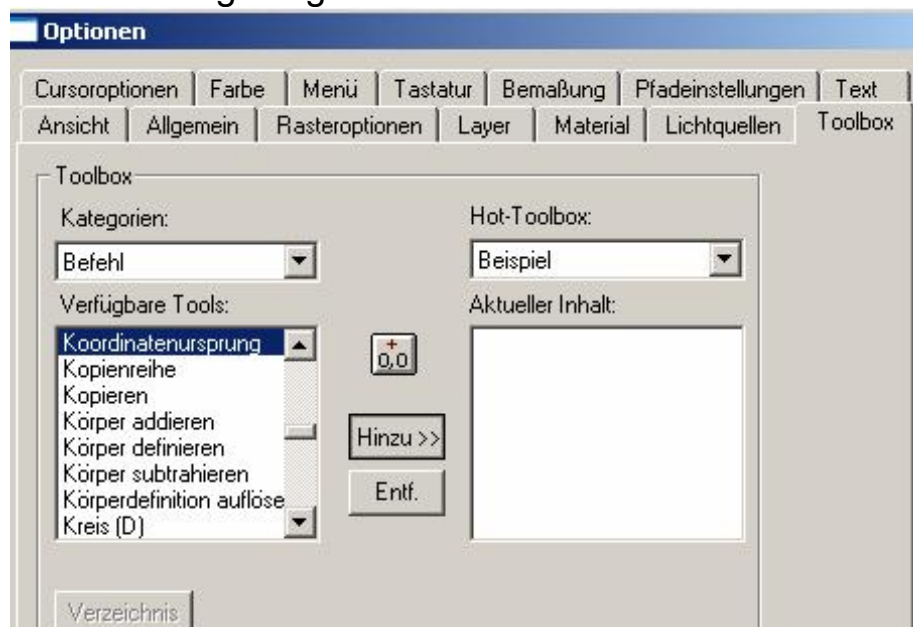 Optionen
Cursoroptionen Farbe Menü Tastatur Bemaßung Pfadeinstellungen Text
Ansicht Allgemein Rasteroptionen Layer Material Lichtquellen Toolbox
Toolbox
Kategorien: Hot-Toolbox:
Befehl Beispiel
Verfügbare Tools: Aktueller Inhalt:
Koordinatenursprung
0,0
Kopienreihe
Kopieren
Körper addieren
Körper definieren
Hinzu >>
Körper subtrahieren
Körperdefinition auflöse
Entf.
Kreis (D)
Verzeichnis